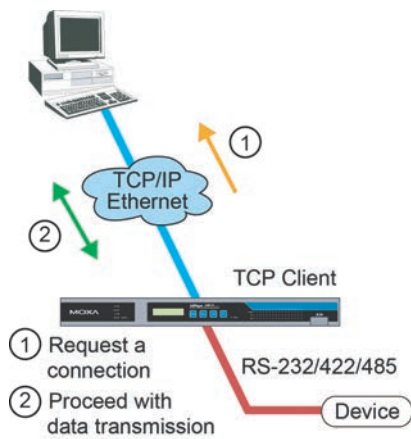 1
TCP/IP
Ethernet
2
TCP Client
MOXA
1 Request a
connection
RS-232/422/485
2 Proceed with
data transmission
Device